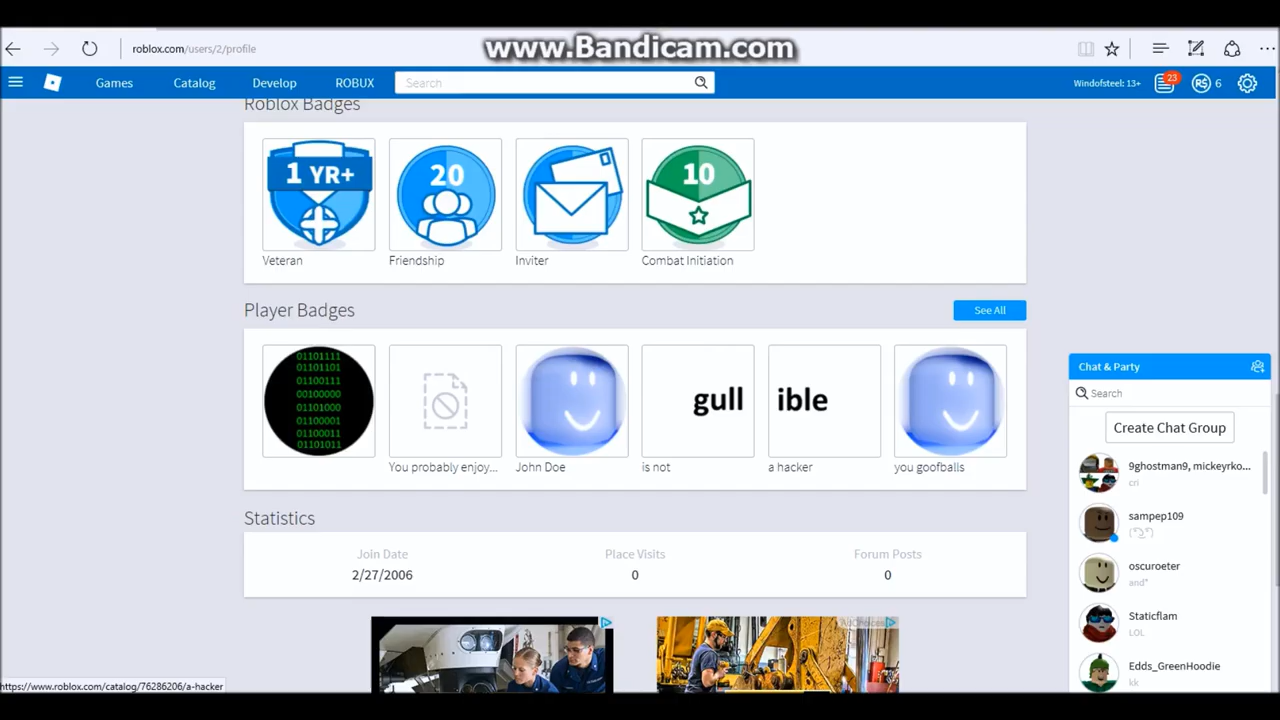 www.Bandicam.com
roblox.com/users/2/profile
Games Catalog Develop ROBUX Search Windofsteel: 13+ 23 R$ 6
Roblox Badges
1 YR+ 20 10
Veteran Friendship Inviter Combat Initiation
Player Badges See All
01101111
01101101
01100111
00100000
01101000
01100001
01100011
01101011
gull ible
You probably enjoy... John Doe is not a hacker you goofballs
Statistics
Join Date Place Visits Forum Posts
2/27/2006 0 0
AdChoices
Chat & Party
Search
Create Chat Group
9ghostman9, mickeyrko...
cri
sampep109
oscuroeter
and*
Staticflam
LOL
Edds_GreenHoodie
kk
https://www.roblox.com/catalog/76286206/a-hacker